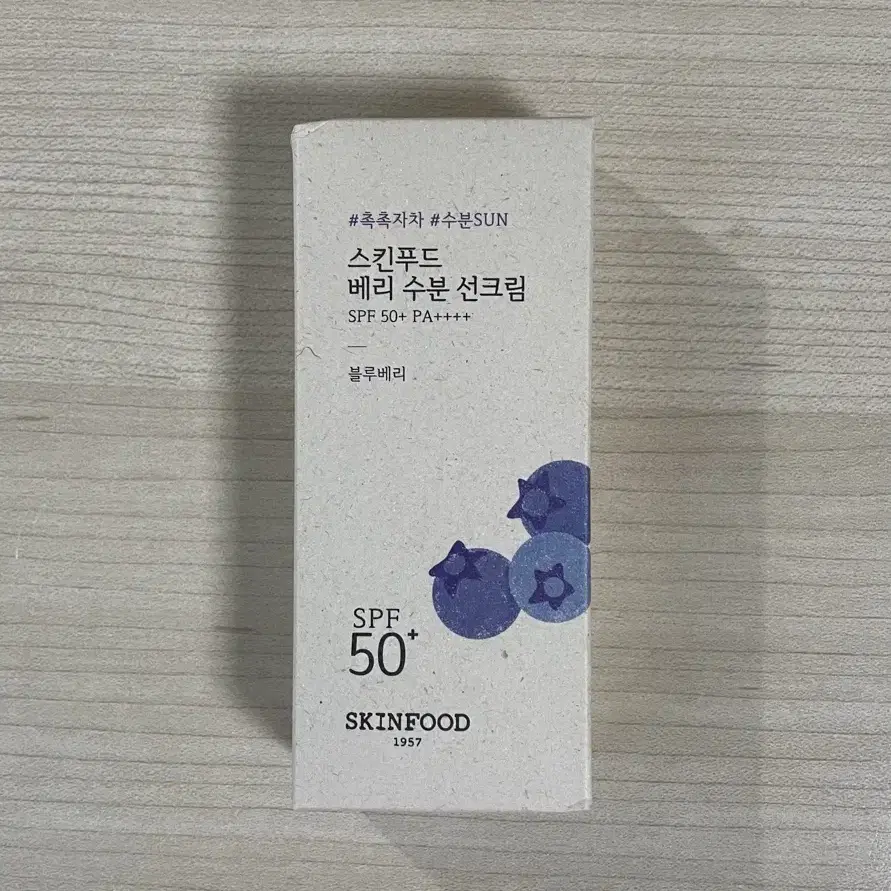 #촉촉자차 #수분SUN
스킨푸드
베리 수분 선크림
SPF 50+ PA++++
블루베리
SPF
50+
SKINFOOD
1957